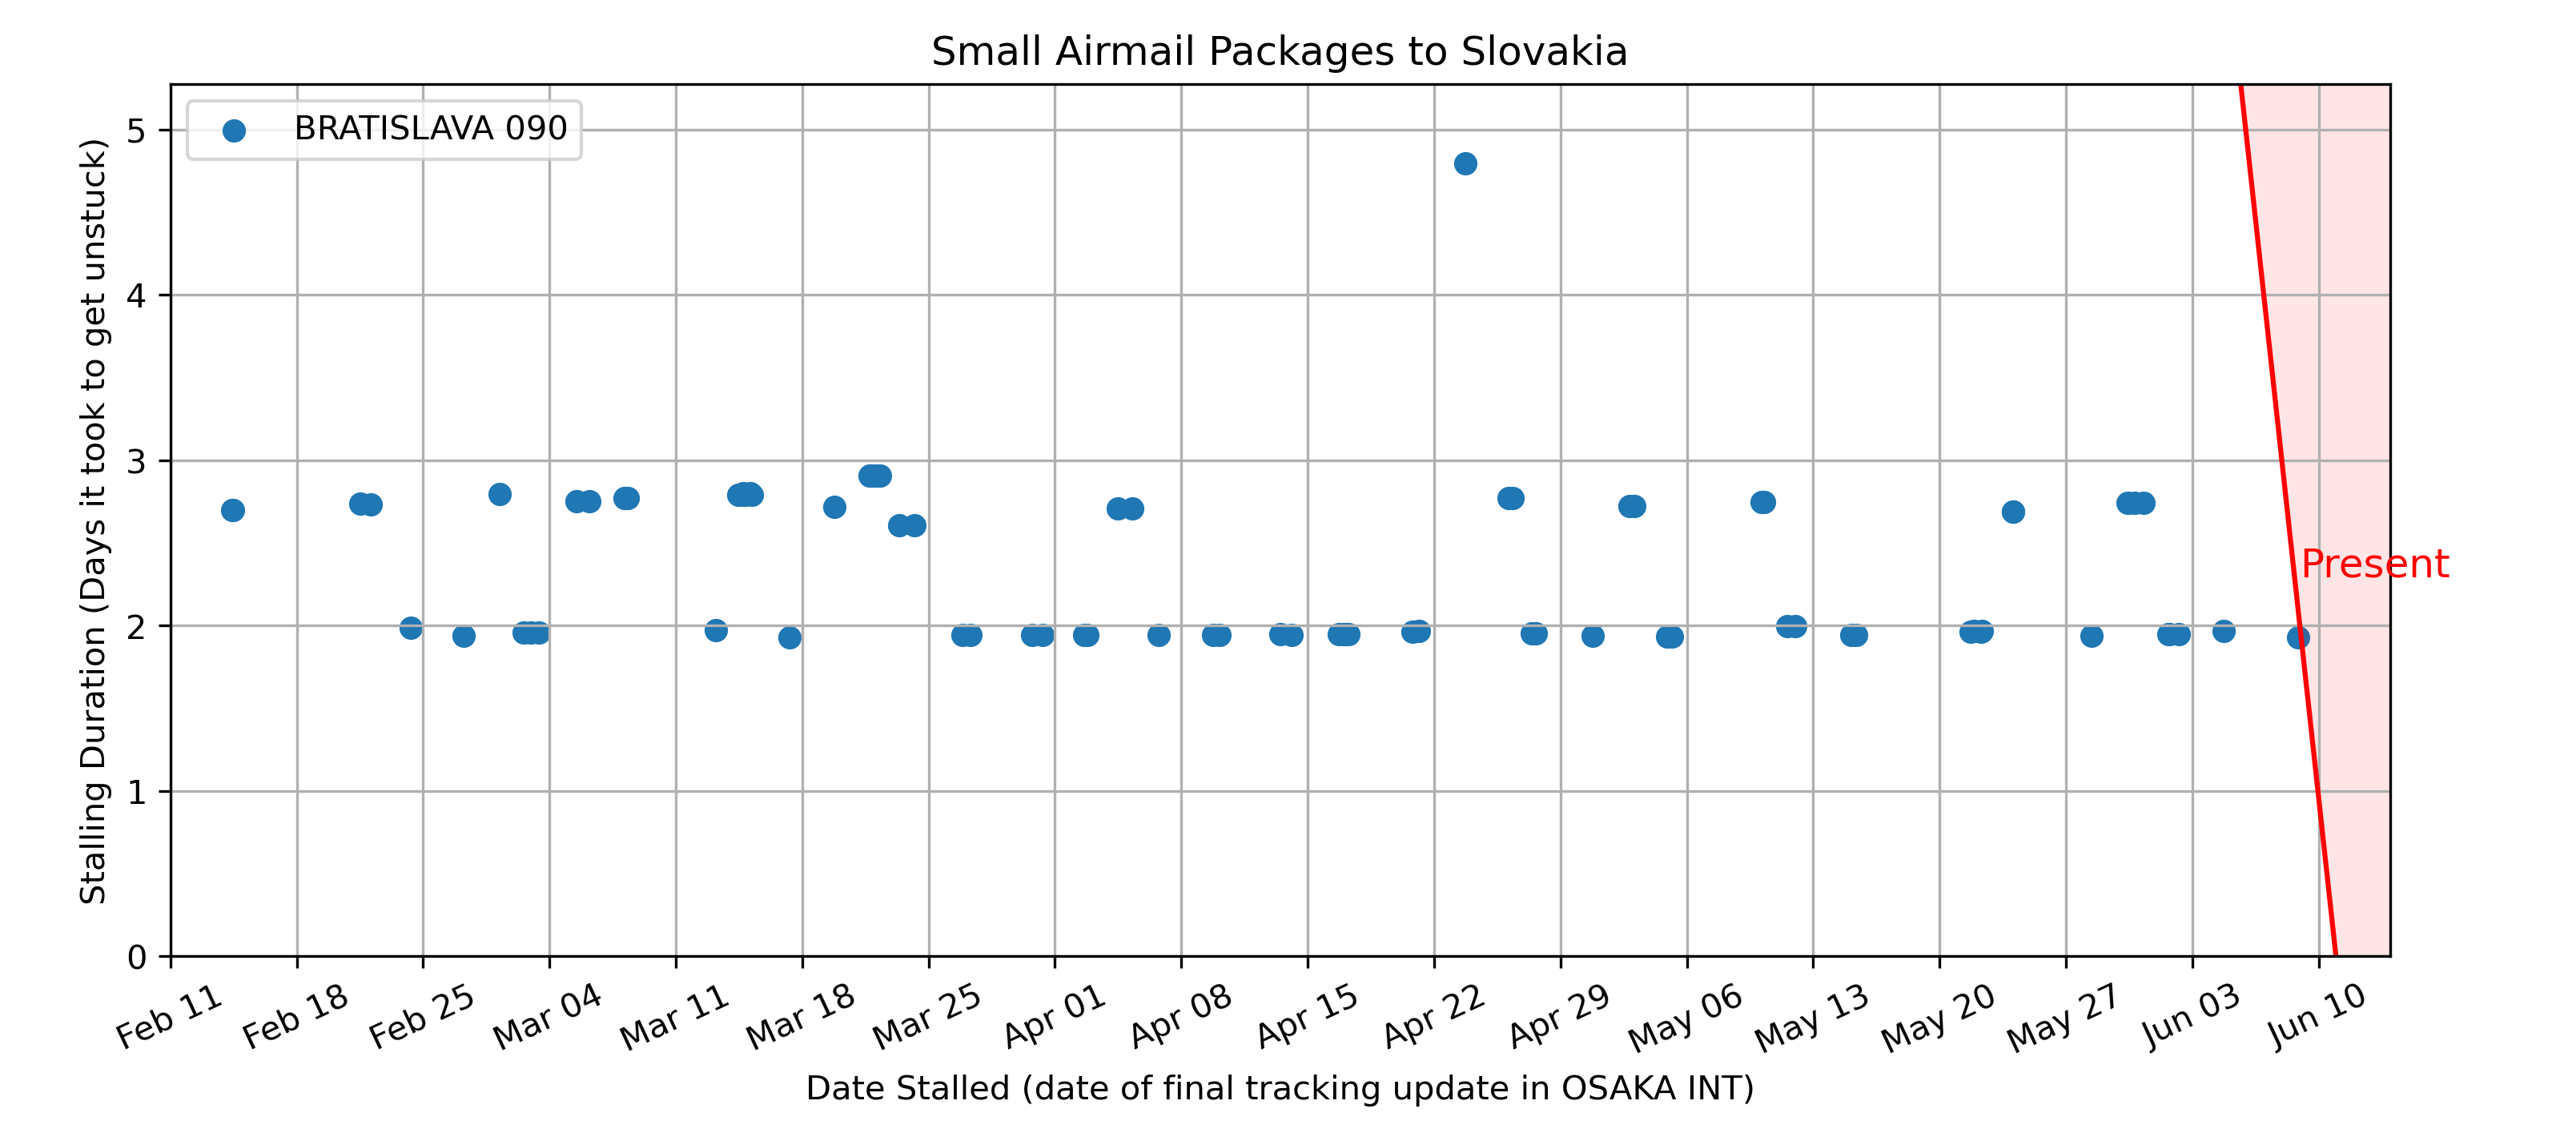 Small Airmail Packages to Slovakia
BRATISLAVA 090
Stalling Duration (Days it took to get unstuck)
5
4
3
2
1
0
Present
Feb 11
Feb 18
Feb 25
Mar 04
Mar 11
Mar 18
Mar 25
Apr 01
Apr 08
Apr 15
Apr 22
Apr 29
May 06
May 13
May 20
May 27
Jun 03
Jun 10
Date Stalled (date of final tracking update in OSAKA INT)